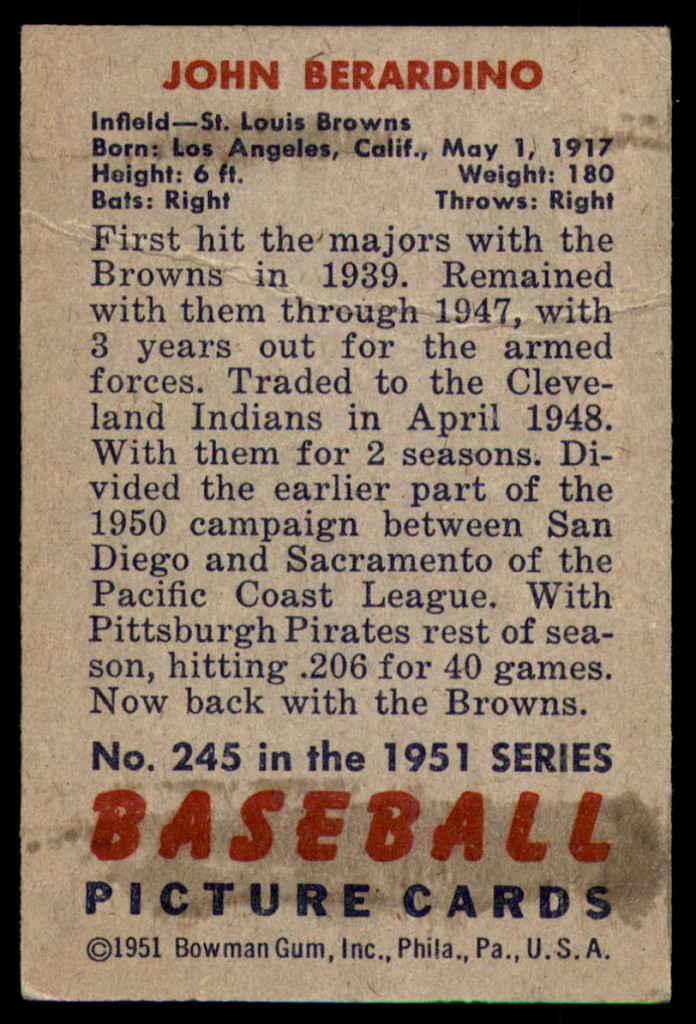 JOHN BERARDINO
Infield—St. Louis Browns
Born: Los Angeles, Calif., May 1, 1917
Height: 6 ft. Weight: 180
Bats: Right Throws: Right
First hit the majors with the
Browns in 1939. Remained
with them through 1947, with
3 years out for the armed
forces. Traded to the Cleve-
land Indians in April 1948.
With them for 2 seasons. Di-
vided the earlier part of the
1950 campaign between San
Diego and Sacramento of the
Pacific Coast League. With
Pittsburgh Pirates rest of sea-
son, hitting .206 for 40 games.
Now back with the Browns.
No. 245 in the 1951 SERIES
BASEBALL
PICTURE CARDS
©1951 Bowman Gum, Inc., Phila., Pa., U.S.A.